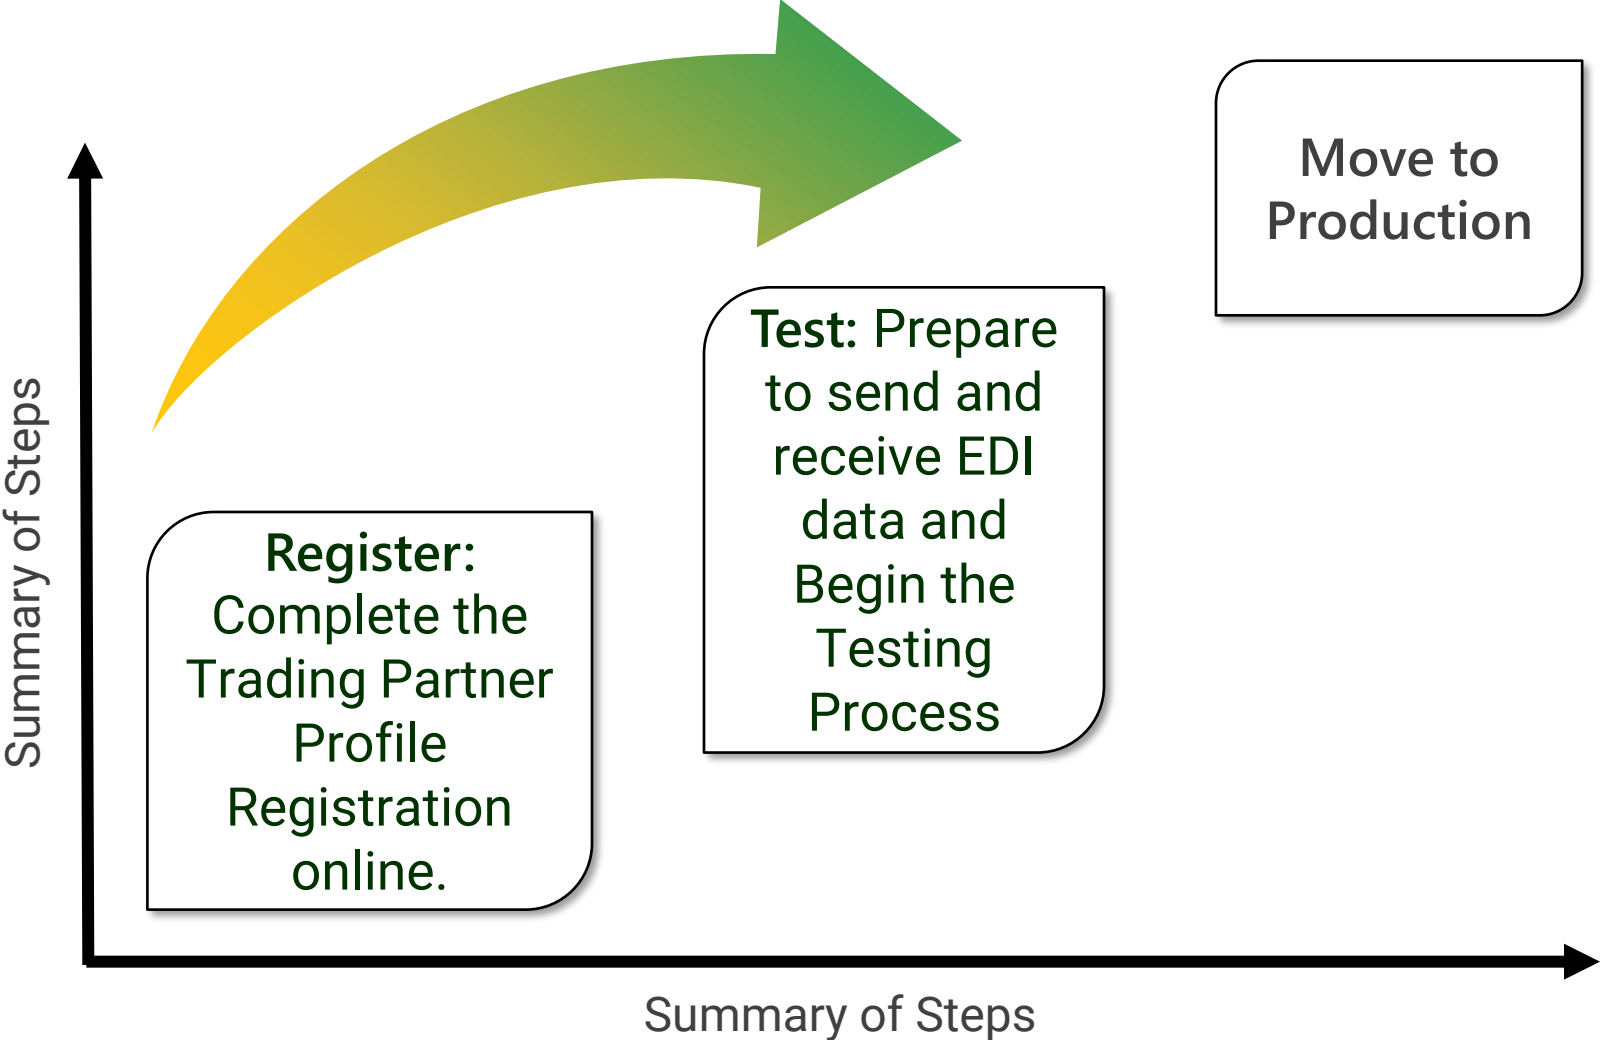 Summary of Steps
Register:
Complete the
Trading Partner
Profile
Registration
online.
Test: Prepare
to send and
receive EDI
data and
Begin the
Testing
Process
Move to
Production
Summary of Steps